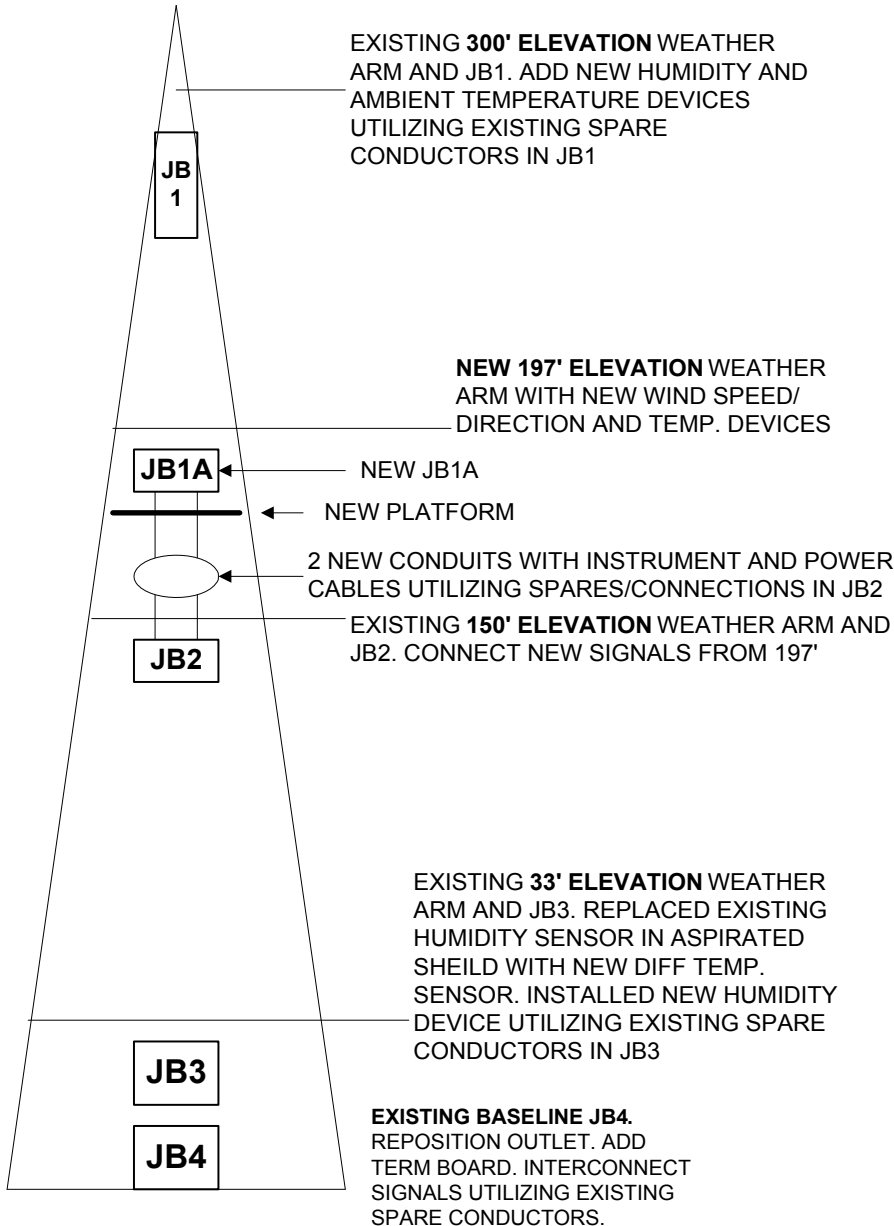 EXISTING 300' ELEVATION WEATHER
ARM AND JB1. ADD NEW HUMIDITY AND
AMBIENT TEMPERATURE DEVICES
UTILIZING EXISTING SPARE
CONDUCTORS IN JB1
JB
1
NEW 197' ELEVATION WEATHER
ARM WITH NEW WIND SPEED/
DIRECTION AND TEMP. DEVICES
JB1A
NEW JB1A
NEW PLATFORM
2 NEW CONDUITS WITH INSTRUMENT AND POWER
CABLES UTILIZING SPARES/CONNECTIONS IN JB2
EXISTING 150' ELEVATION WEATHER ARM AND
JB2. CONNECT NEW SIGNALS FROM 197'
JB2
EXISTING 33' ELEVATION WEATHER
ARM AND JB3. REPLACED EXISTING
HUMIDITY SENSOR IN ASPIRATED
SHEILD WITH NEW DIFF TEMP.
SENSOR. INSTALLED NEW HUMIDITY
DEVICE UTILIZING EXISTING SPARE
CONDUCTORS IN JB3
JB3
EXISTING BASELINE JB4.
REPOSITION OUTLET. ADD
TERM BOARD. INTERCONNECT
SIGNALS UTILIZING EXISTING
SPARE CONDUCTORS.
JB4